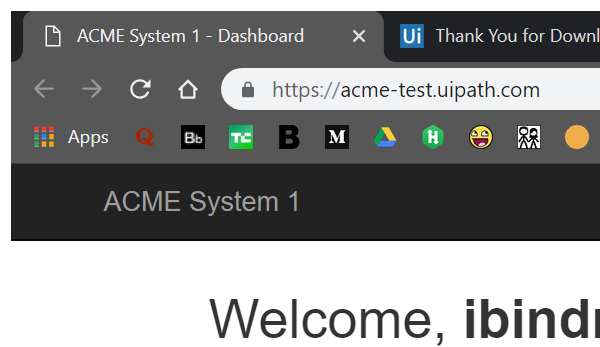 ACME System 1 - Dashboard
Ui Thank You for Downl
https://acme-test.uipath.com
Apps Q Bb TC B M
ACME System 1
Welcome, ibindr